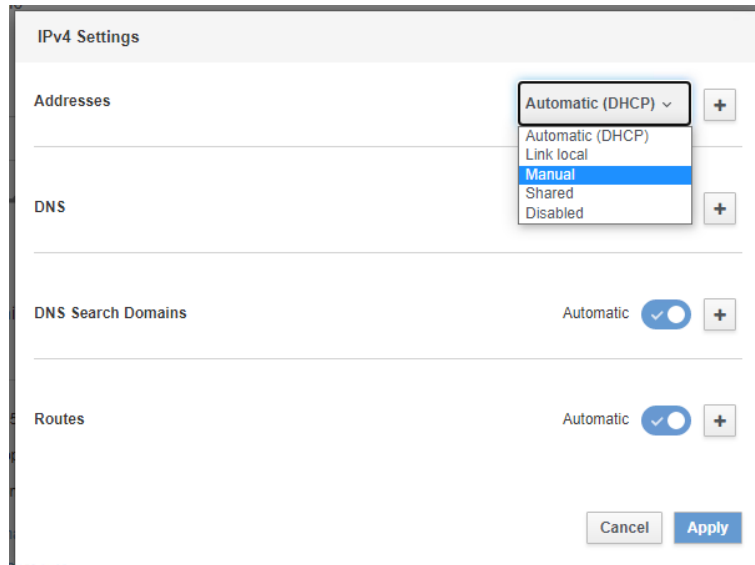 IPv4 Settings
Addresses
Automatic (DHCP)
+
Automatic (DHCP)
Link local
Manual
Shared
Disabled
DNS
+
DNS Search Domains
Automatic
+
Routes
Automatic
+
Cancel
Apply